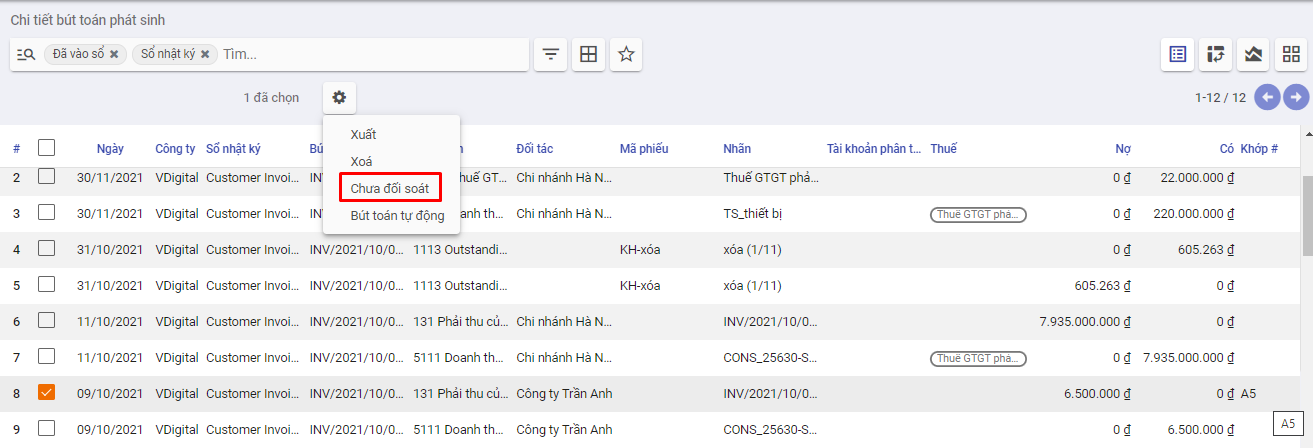 Chi tiết bút toán phát sinh
Đã vào sổ ✖ Sổ nhật ký ✖ Tìm...
1 đã chọn 1-12 / 12
Xuất
Xoá
Chưa đối soát
Bút toán tự động
# Ngày Công ty Sổ nhật ký Bú Đối tác Mã phiếu Nhãn Tài khoản phân t... Thuế Nợ Có Khớp #
2 30/11/2021 VDigital Customer Invoi... huế GT... Chi nhánh Hà N... Thuế GTGT phả... 0 ₫ 22.000.000 ₫
3 30/11/2021 VDigital Customer Invoi... anh th... Chi nhánh Hà N... TS_thiết bị Thuế GTGT phả... 0 ₫ 220.000.000 ₫
4 31/10/2021 VDigital Customer Invoi... INV/2021/10/0... 1113 Outstandi... KH-xóa xóa (1/11) 0 ₫ 605.263 ₫
5 31/10/2021 VDigital Customer Invoi... INV/2021/10/0... 1113 Outstandi... KH-xóa xóa (1/11) 605.263 ₫ 0 ₫
6 11/10/2021 VDigital Customer Invoi... INV/2021/10/0... 131 Phải thu củ... Chi nhánh Hà N... INV/2021/10/0... 7.935.000.000 ₫ 0 ₫
7 11/10/2021 VDigital Customer Invoi... INV/2021/10/0... 5111 Doanh th... Chi nhánh Hà N... CONS_25630-S... Thuế GTGT phả... 0 ₫ 7.935.000.000 ₫
8 09/10/2021 VDigital Customer Invoi... INV/2021/10/0... 131 Phải thu củ... Công ty Trần Anh INV/2021/10/0... 6.500.000 ₫ 0 ₫ A5
9 09/10/2021 VDigital Customer Invoi... INV/2021/10/0... 5111 Doanh th... Công ty Trần Anh CONS_25630-S... 0 ₫ 6.500.000 ₫
A5